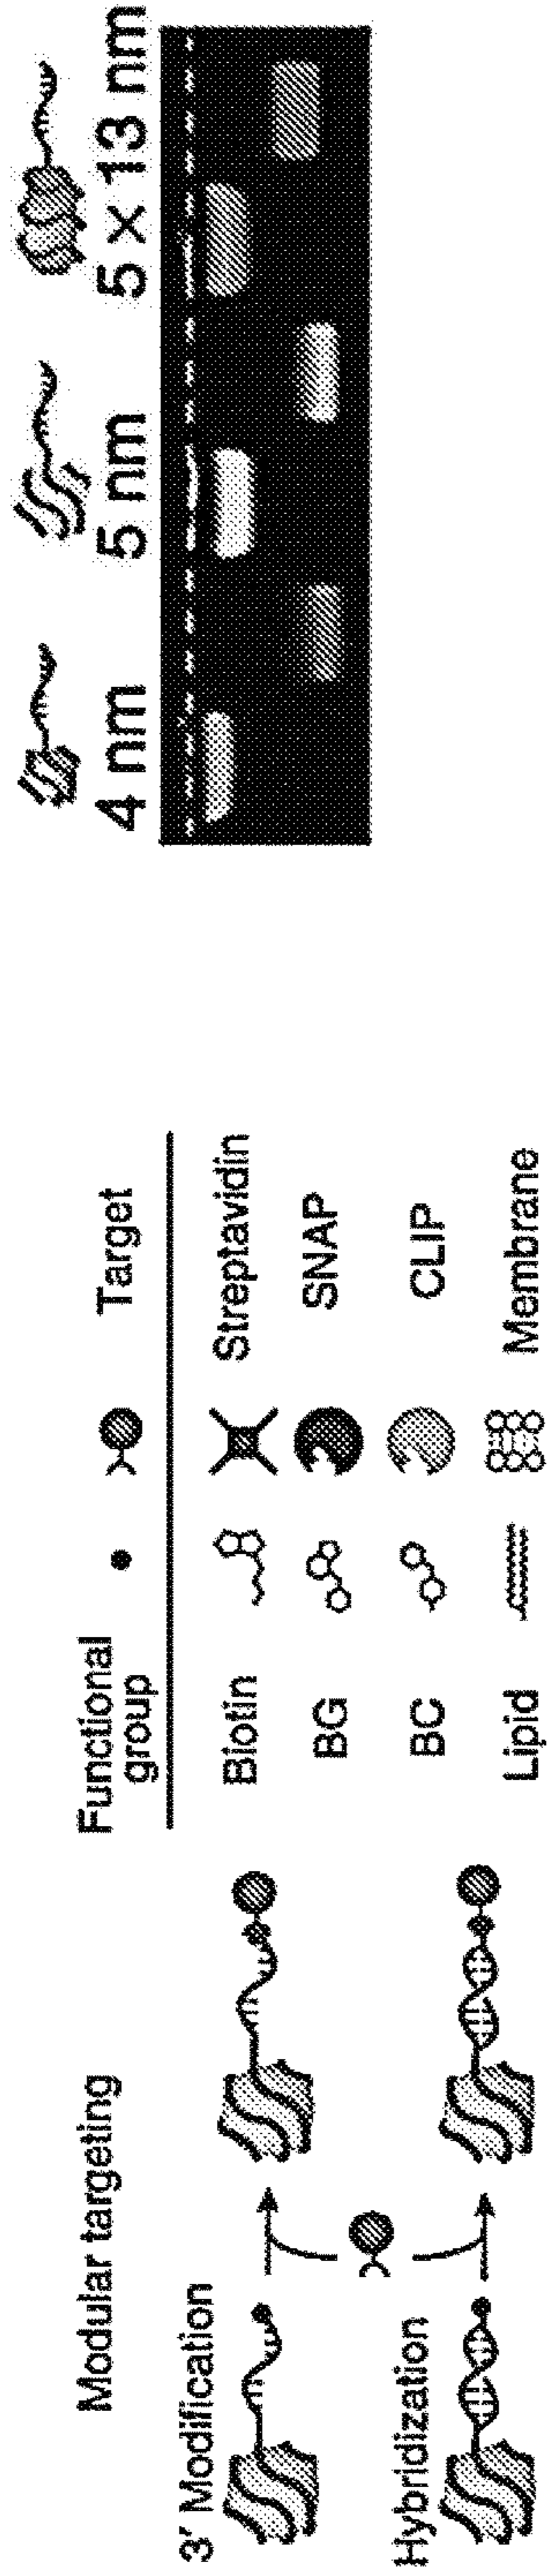 Modular targeting
3′ Modification
Hybridization
Functional
group
Target
Biotin
Streptavidin
BG
SNAP
BC
CLIP
Lipid
Membrane
4 nm
5 nm
5 × 13 nm